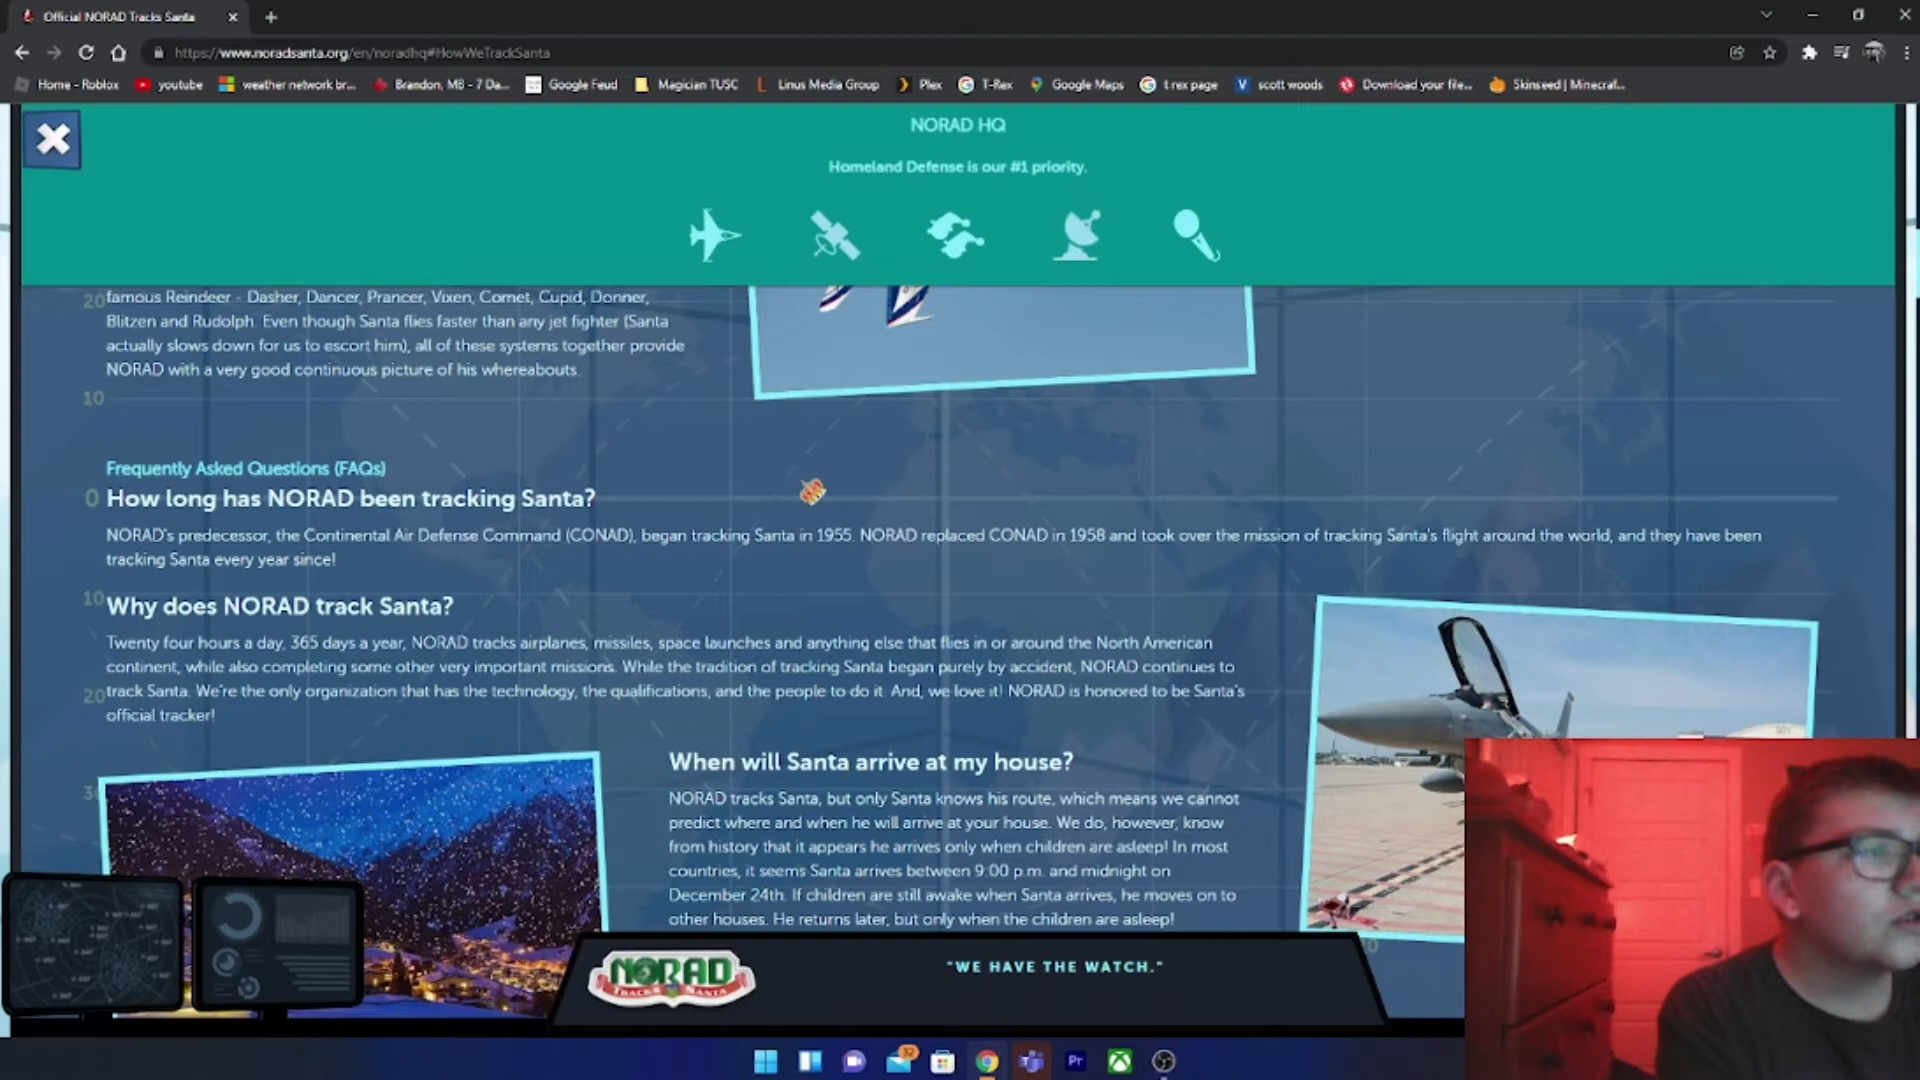 Official NORAD Tracks Santa
https://www.noradsanta.org/en/noradhq#HowWeTrackSanta
Home - Roblox
youtube
weather network br...
Brandon, MB - 7 Da...
Google Feud
Magician TUSC
Linus Media Group
Plex
T-Rex
Google Maps
t rex page
scott woods
Download your file...
Skinseed | Minecraf...
NORAD HQ
Homeland Defense is our #1 priority.
20
famous Reindeer - Dasher, Dancer, Prancer, Vixen, Comet, Cupid, Donner,
Blitzen and Rudolph. Even though Santa flies faster than any jet fighter (Santa
actually slows down for us to escort him), all of these systems together provide
NORAD with a very good continuous picture of his whereabouts.
10
Frequently Asked Questions (FAQs)
0
How long has NORAD been tracking Santa?
NORAD's predecessor, the Continental Air Defense Command (CONAD), began tracking Santa in 1955. NORAD replaced CONAD in 1958 and took over the mission of tracking Santa's flight around the world, and they have been
tracking Santa every year since!
10
Why does NORAD track Santa?
Twenty four hours a day, 365 days a year, NORAD tracks airplanes, missiles, space launches and anything else that flies in or around the North American
continent, while also completing some other very important missions. While the tradition of tracking Santa began purely by accident, NORAD continues to
20
track Santa. We're the only organization that has the technology, the qualifications, and the people to do it. And, we love it! NORAD is honored to be Santa's
official tracker!
When will Santa arrive at my house?
30
NORAD tracks Santa, but only Santa knows his route, which means we cannot
predict where and when he will arrive at your house. We do, however, know
from history that it appears he arrives only when children are asleep! In most
countries, it seems Santa arrives between 9:00 p.m. and midnight on
December 24th. If children are still awake when Santa arrives, he moves on to
other houses. He returns later, but only when the children are asleep!
NORAD
TRACKS SANTA
"WE HAVE THE WATCH."
32
Pr